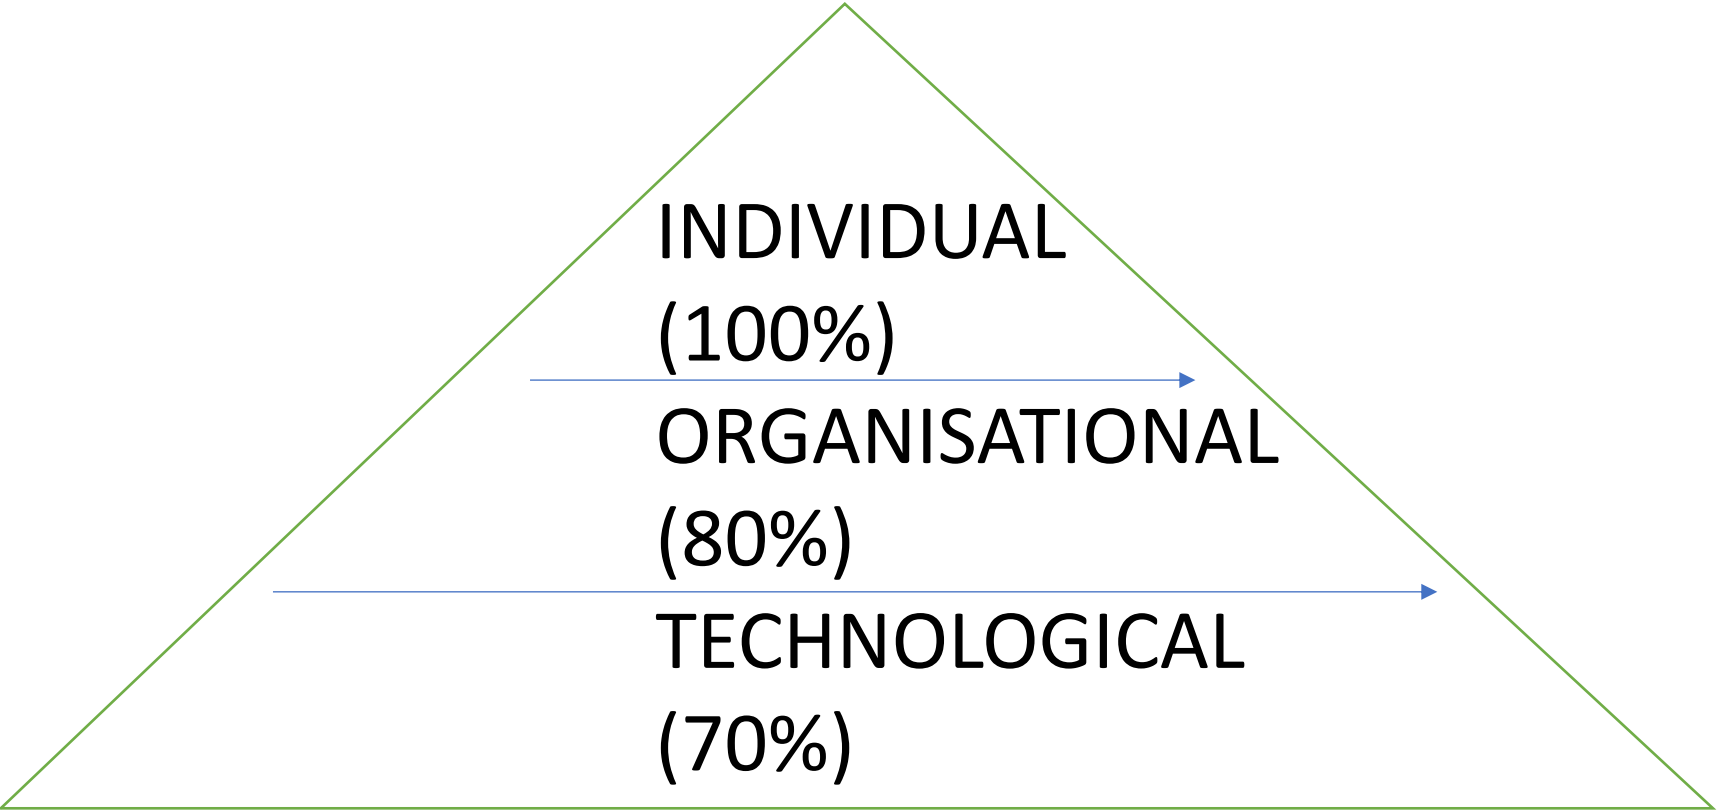 INDIVIDUAL
(100%)
ORGANISATIONAL
(80%)
TECHNOLOGICAL
(70%)